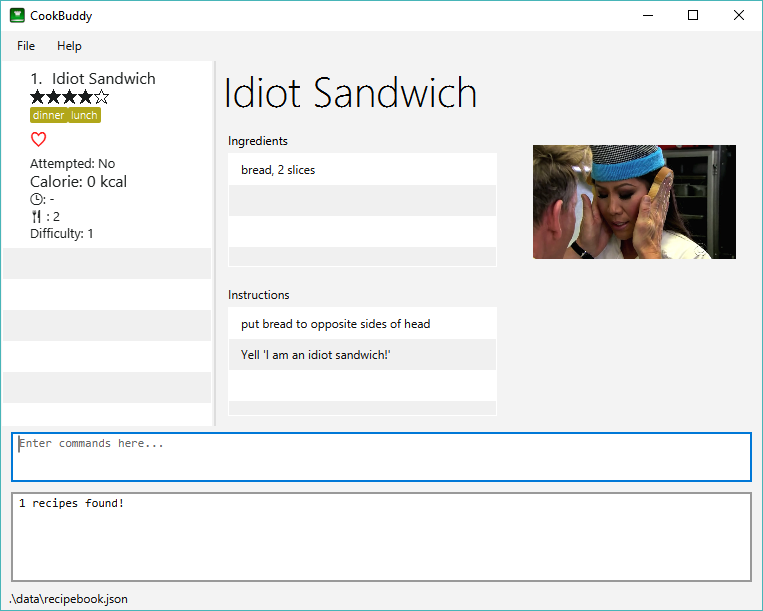 CookBuddy
File Help
1. Idiot Sandwich
dinner lunch
Attempted: No
Calorie: 0 kcal
: -
: 2
Difficulty: 1
Idiot Sandwich
Ingredients
bread, 2 slices
Instructions
put bread to opposite sides of head
Yell 'I am an idiot sandwich!'
Enter commands here...
1 recipes found!
.\data\recipebook.json